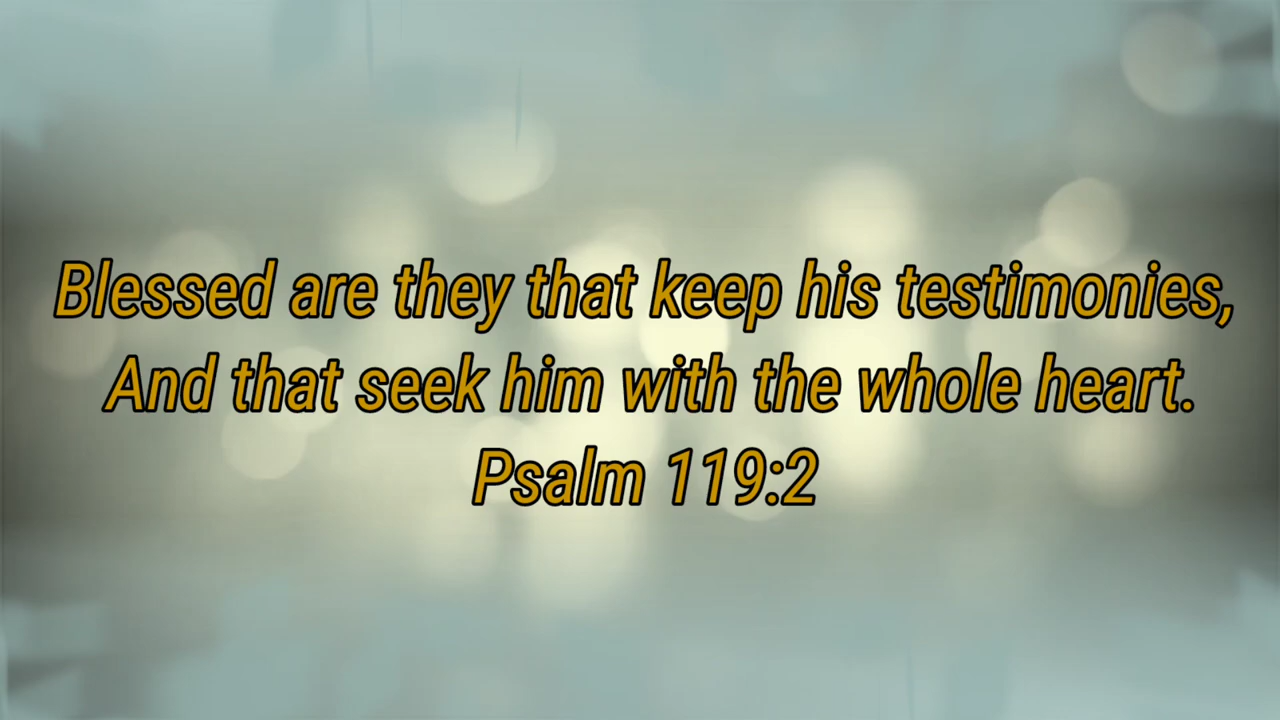 Blessed are they that keep his testimonies,
And that seek him with the whole heart.
Psalm 119:2